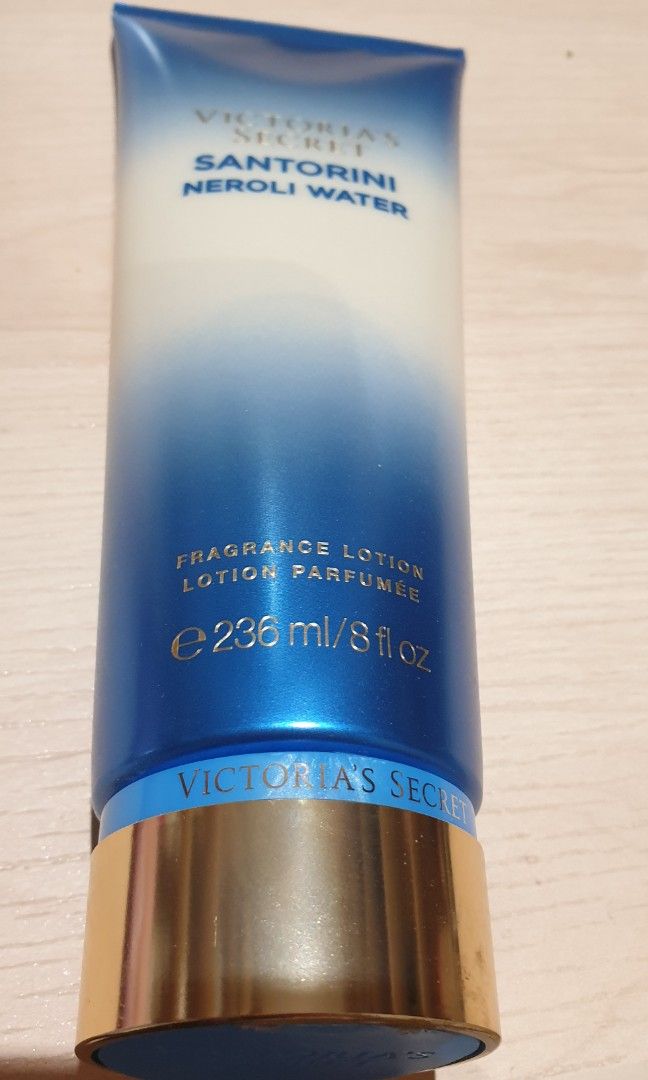 VICTORIA'S
SECRET
SANTORINI
NEROLI WATER
FRAGRANCE LOTION
LOTION PARFUMÉE
℮ 236 ml/8 fl oz
VICTORIA'S SECRET